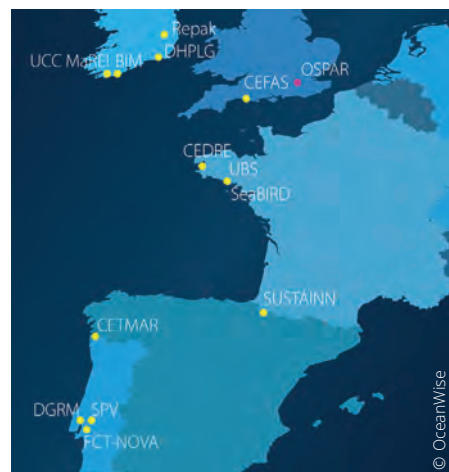 Repak
DHPLG
UCC MaREI BIM
CEFAS
OSPAR
CEDRE
UBS
SeaBIRD
SUSTAINN
CETMAR
DGRM SPV
FCT-NOVA
© OceanWise